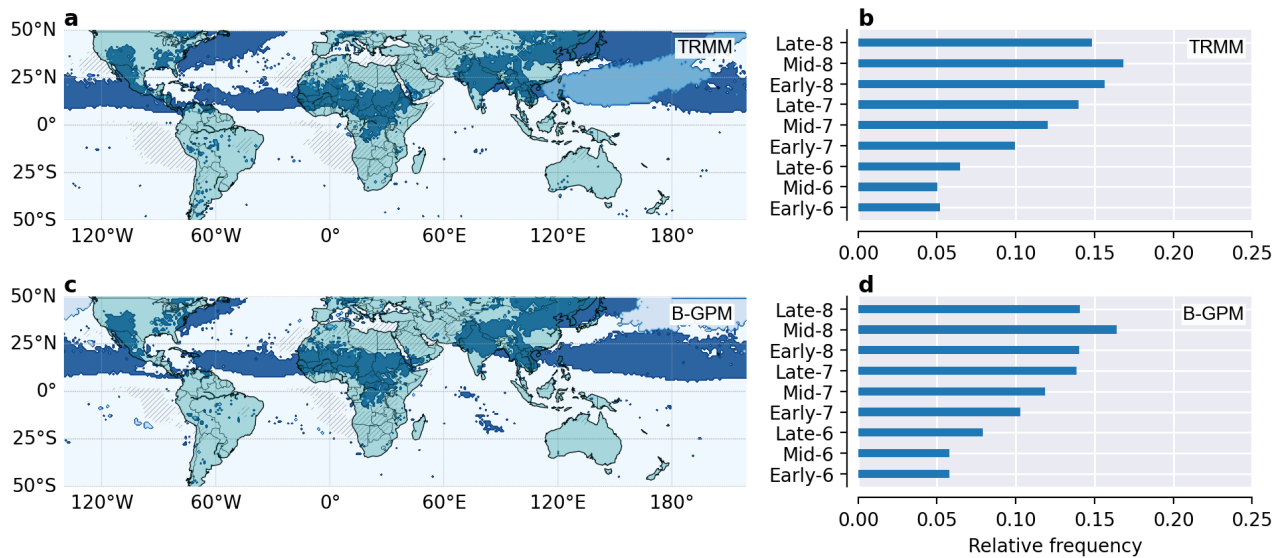 a
50°N
25°N
0°
25°S
50°S
TRMM
120°W 60°W 0° 60°E 120°E 180°
b
Late-8
Mid-8
Early-8
Late-7
Mid-7
Early-7
Late-6
Mid-6
Early-6
TRMM
0.00 0.05 0.10 0.15 0.20 0.25
c
50°N
25°N
0°
25°S
50°S
B-GPM
120°W 60°W 0° 60°E 120°E 180°
d
Late-8
Mid-8
Early-8
Late-7
Mid-7
Early-7
Late-6
Mid-6
Early-6
B-GPM
0.00 0.05 0.10 0.15 0.20 0.25
Relative frequency